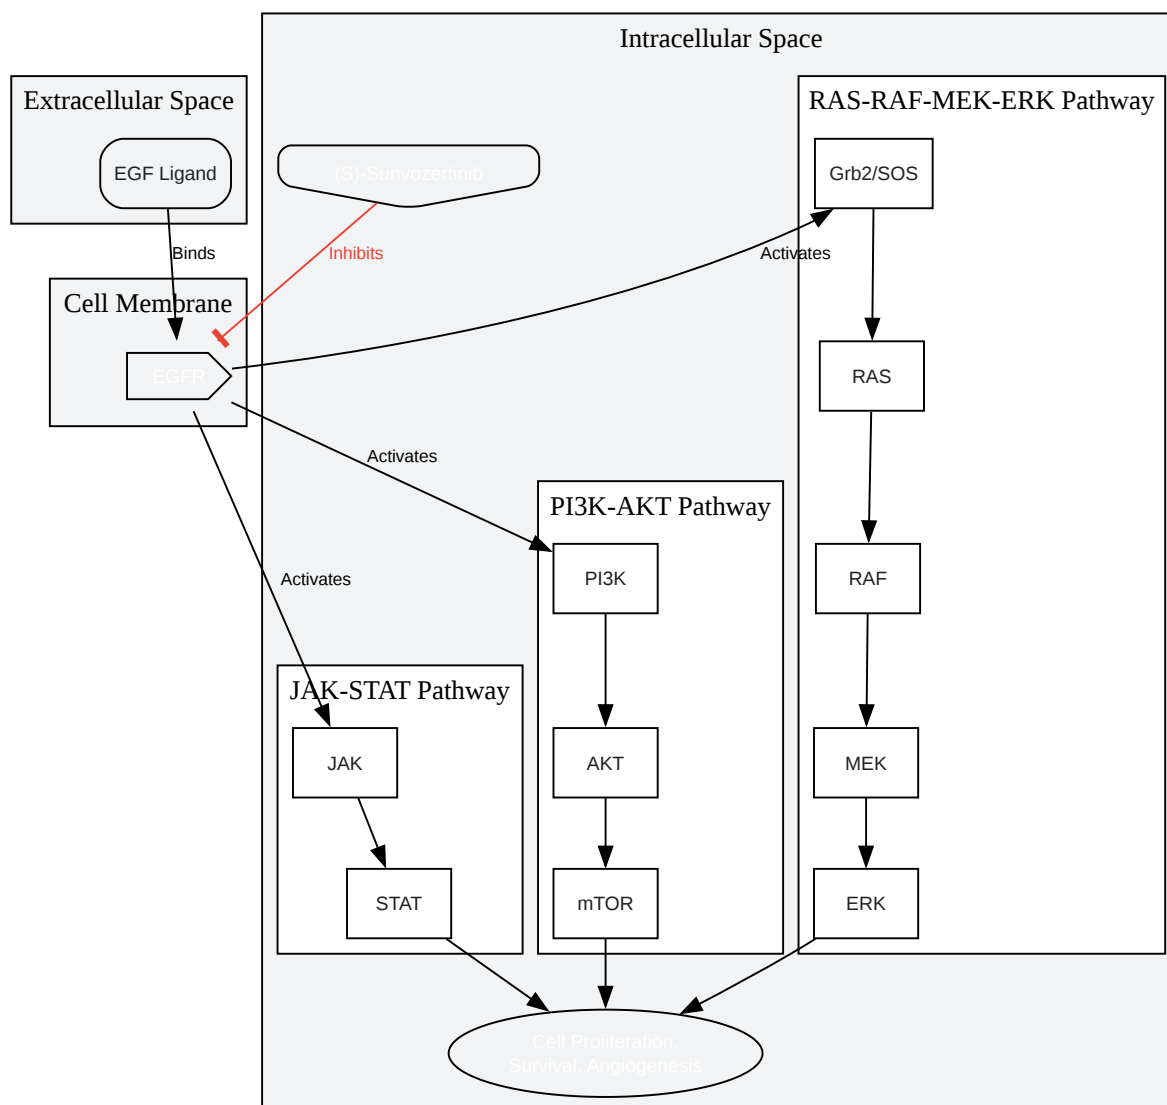 Intracellular Space
Extracellular Space
RAS-RAF-MEK-ERK Pathway
EGF Ligand
(S)-Sunvozertinib
Grb2/SOS
Binds
Inhibits
Activates
Cell Membrane
EGFR
RAS
Activates
PI3K-AKT Pathway
Activates
PI3K
RAF
JAK-STAT Pathway
JAK
AKT
MEK
STAT
mTOR
ERK
Cell Proliferation,
Survival, Angiogenesis